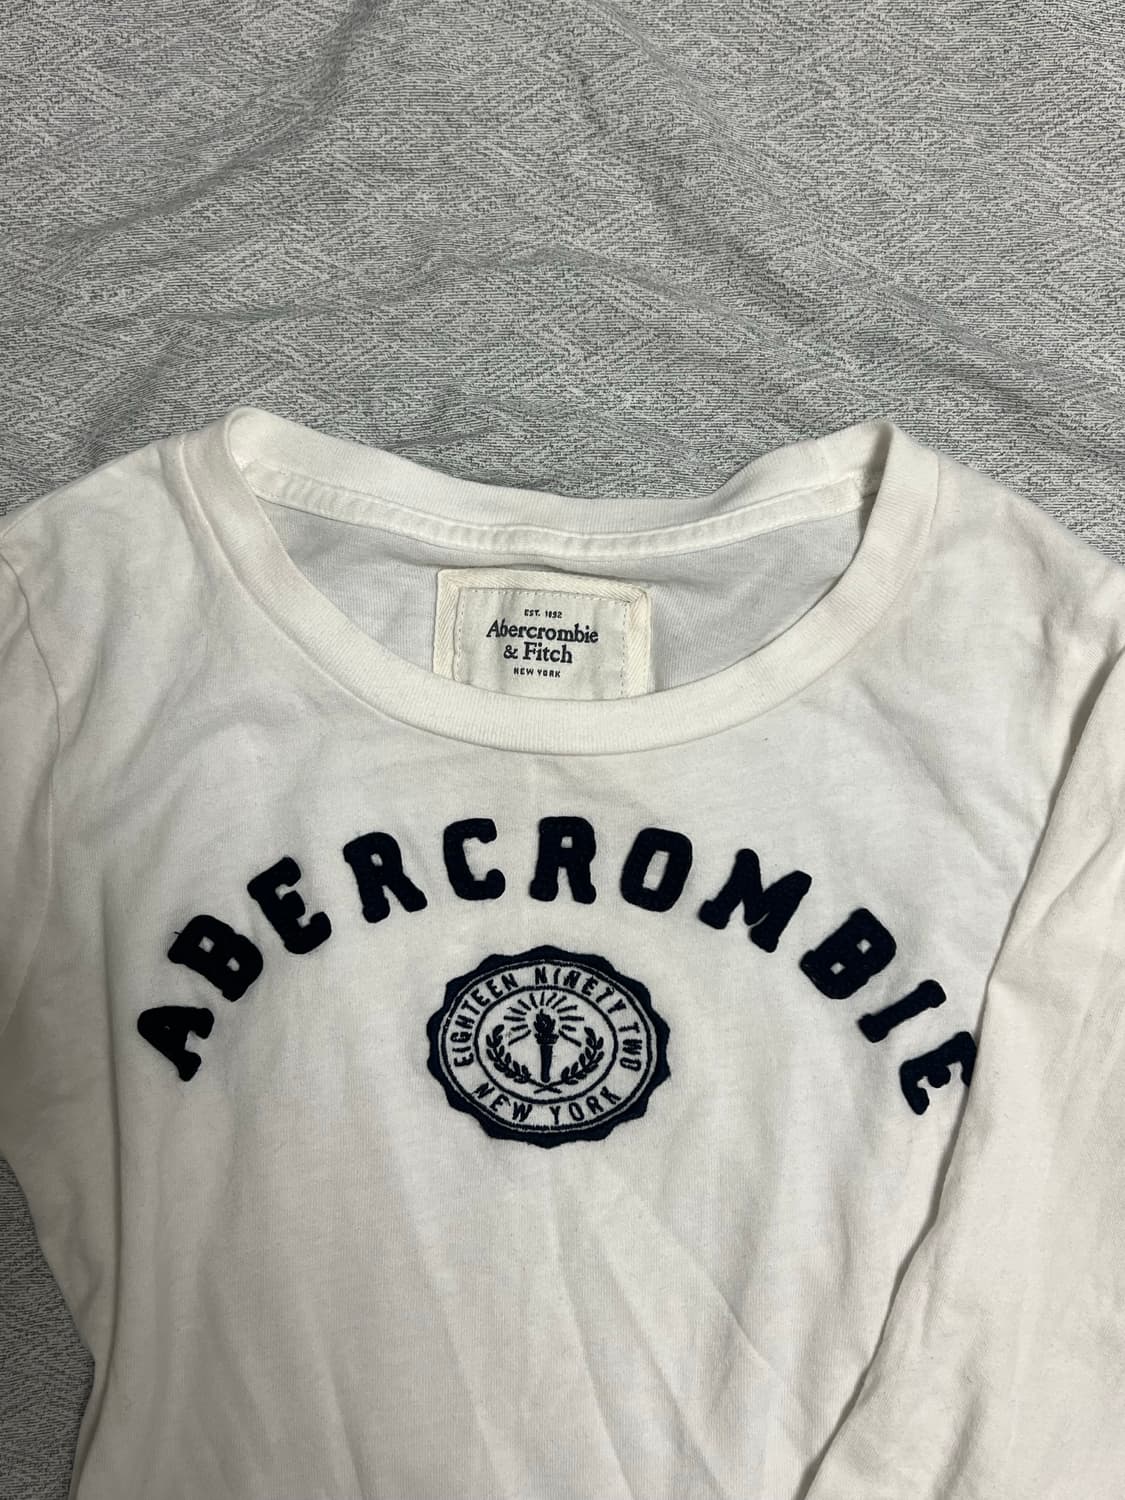 EST. 1892
Abercrombie
& Fitch
NEW YORK
ABERCROMBIE
EIGHTEEN NINETY TWO
NEW YORK